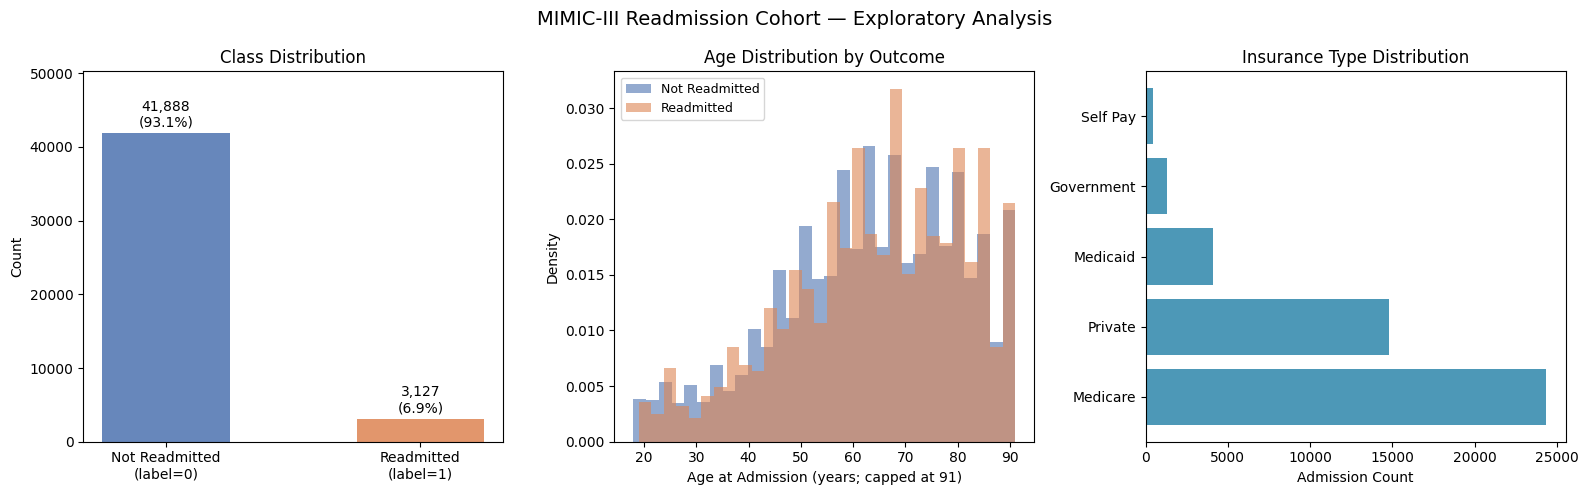 MIMIC-III Readmission Cohort — Exploratory Analysis
Class Distribution
50000
40000
30000
20000
10000
0
Count
41,888
(93.1%)
3,127
(6.9%)
Not Readmitted
(label=0)
Readmitted
(label=1)
Age Distribution by Outcome
Not Readmitted
Readmitted
0.030
0.025
0.020
0.015
0.010
0.005
0.000
Density
20 30 40 50 60 70 80 90
Age at Admission (years; capped at 91)
Insurance Type Distribution
Self Pay
Government
Medicaid
Private
Medicare
0 5000 10000 15000 20000 25000
Admission Count